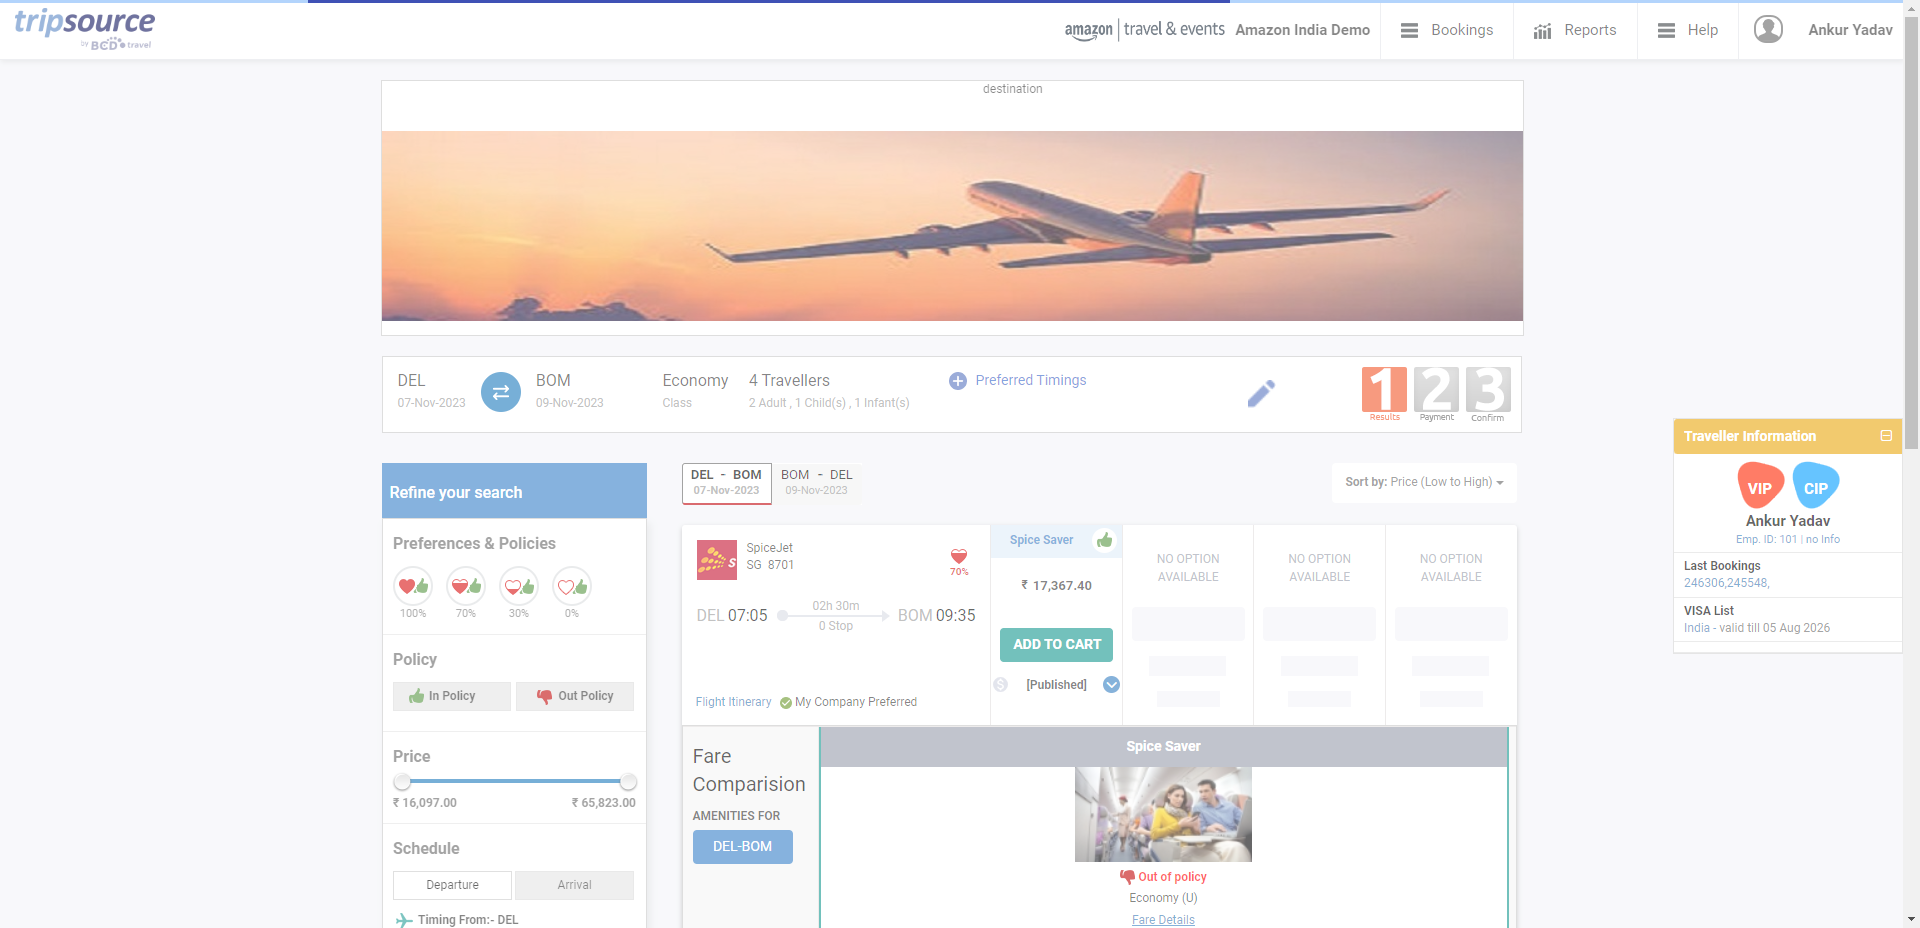 tripsource
by BCD travel
amazon travel & events Amazon India Demo
Bookings
Reports
Help
Ankur Yadav
destination
DEL
07-Nov-2023
BOM
09-Nov-2023
Economy
Class
4 Travellers
2 Adult , 1 Child(s) , 1 Infant(s)
Preferred Timings
1 2 3
Results Payment Confirm
Traveller Information
VIP CIP
Ankur Yadav
Emp. ID: 101 | no Info
Last Bookings
246306,245548,
VISA List
India - valid till 05 Aug 2026
Refine your search
Preferences & Policies
100% 70% 30% 0%
Policy
In Policy Out Policy
Price
₹ 16,097.00 ₹ 65,823.00
Schedule
Departure Arrival
Timing From:- DEL
DEL - BOM
07-Nov-2023
BOM - DEL
09-Nov-2023
Sort by: Price (Low to High)
SpiceJet
SG 8701
70%
DEL 07:05
02h 30m
0 Stop
BOM 09:35
Flight Itinerary My Company Preferred
Spice Saver
₹ 17,367.40
ADD TO CART
[Published]
NO OPTION
AVAILABLE
NO OPTION
AVAILABLE
NO OPTION
AVAILABLE
Fare
Comparision
AMENITIES FOR
DEL-BOM
Spice Saver
Out of policy
Economy (U)
Fare Details